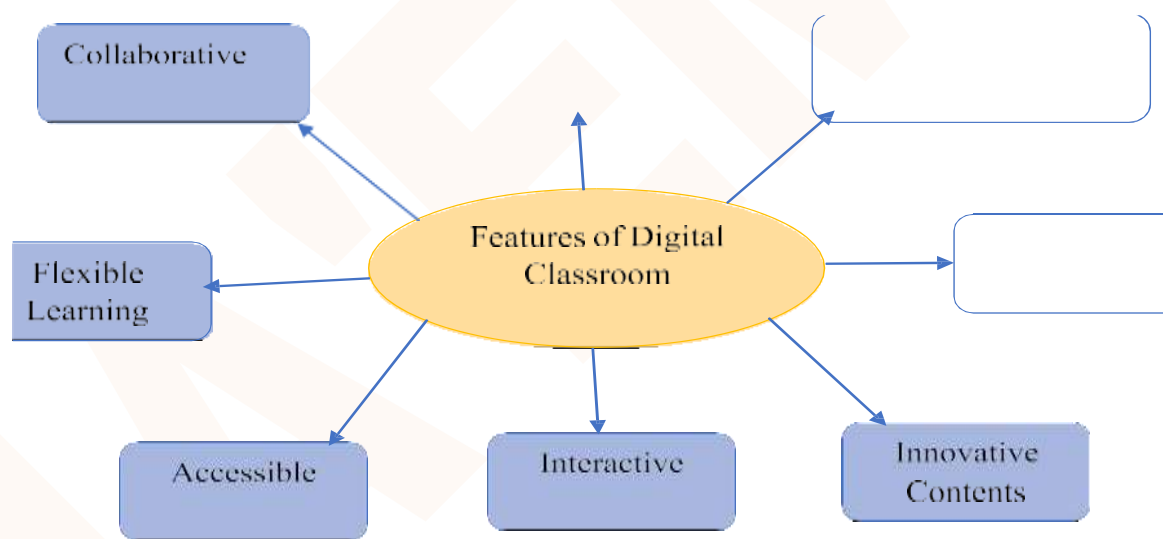 Collaborative
Features of Digital
Classroom
Flexible
Learning
Accessible
Interactive
Innovative
Contents